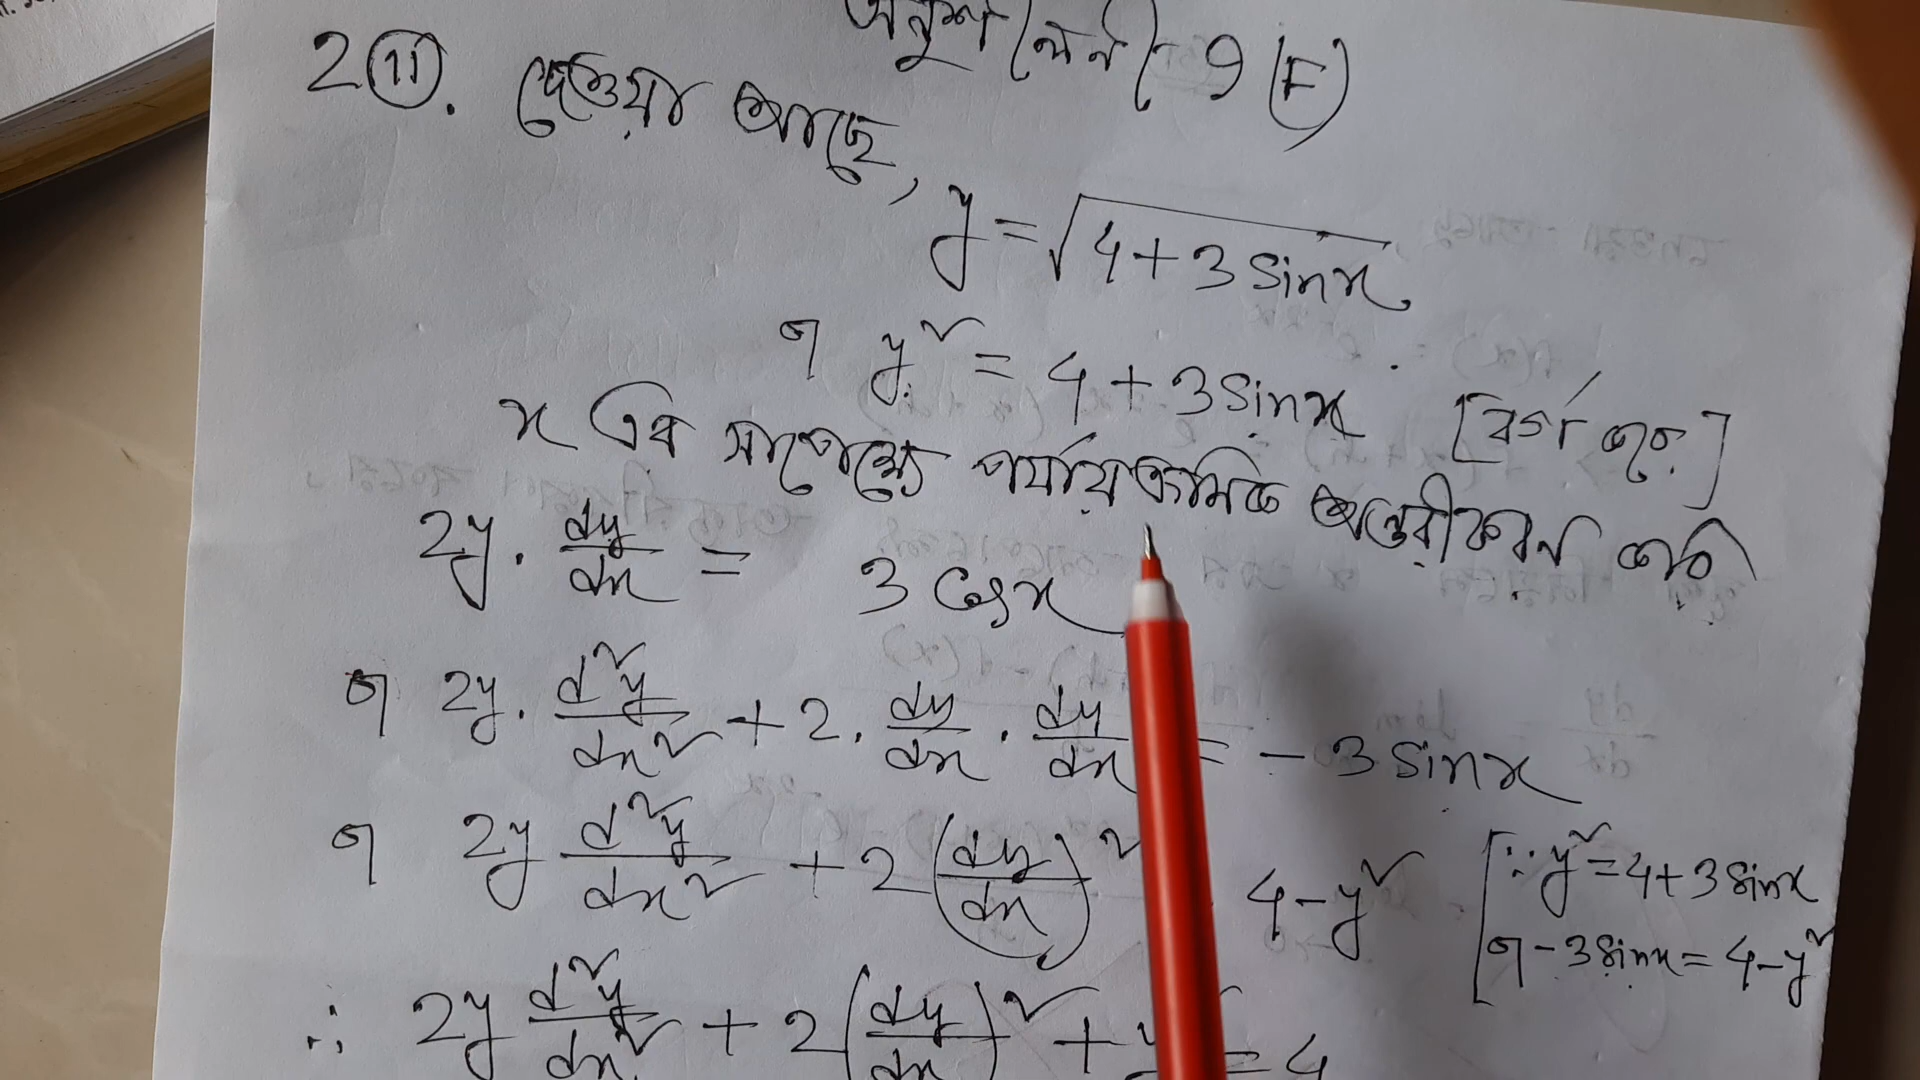 অনুশীলনী-9(F)
2(ii). দেওয়া আছে,
y = √(4+3 sinx)
বা y² = 4+3 sinx [বর্গ করে]
x এর সাপেক্ষে পর্যায়ক্রমিক অন্তরীকরণ করি
2y. dy/dx = 3 cosx
বা 2y. d²y/dx² + 2. dy/dx . dy/dx = -3 sinx
বা 2y d²y/dx² + 2(dy/dx)² 4-y² [∵ y²=4+3 sinx
বা -3 sinx = 4-y²
∴ 2y d²y/dx² + 2(dy/dx)² + = 4